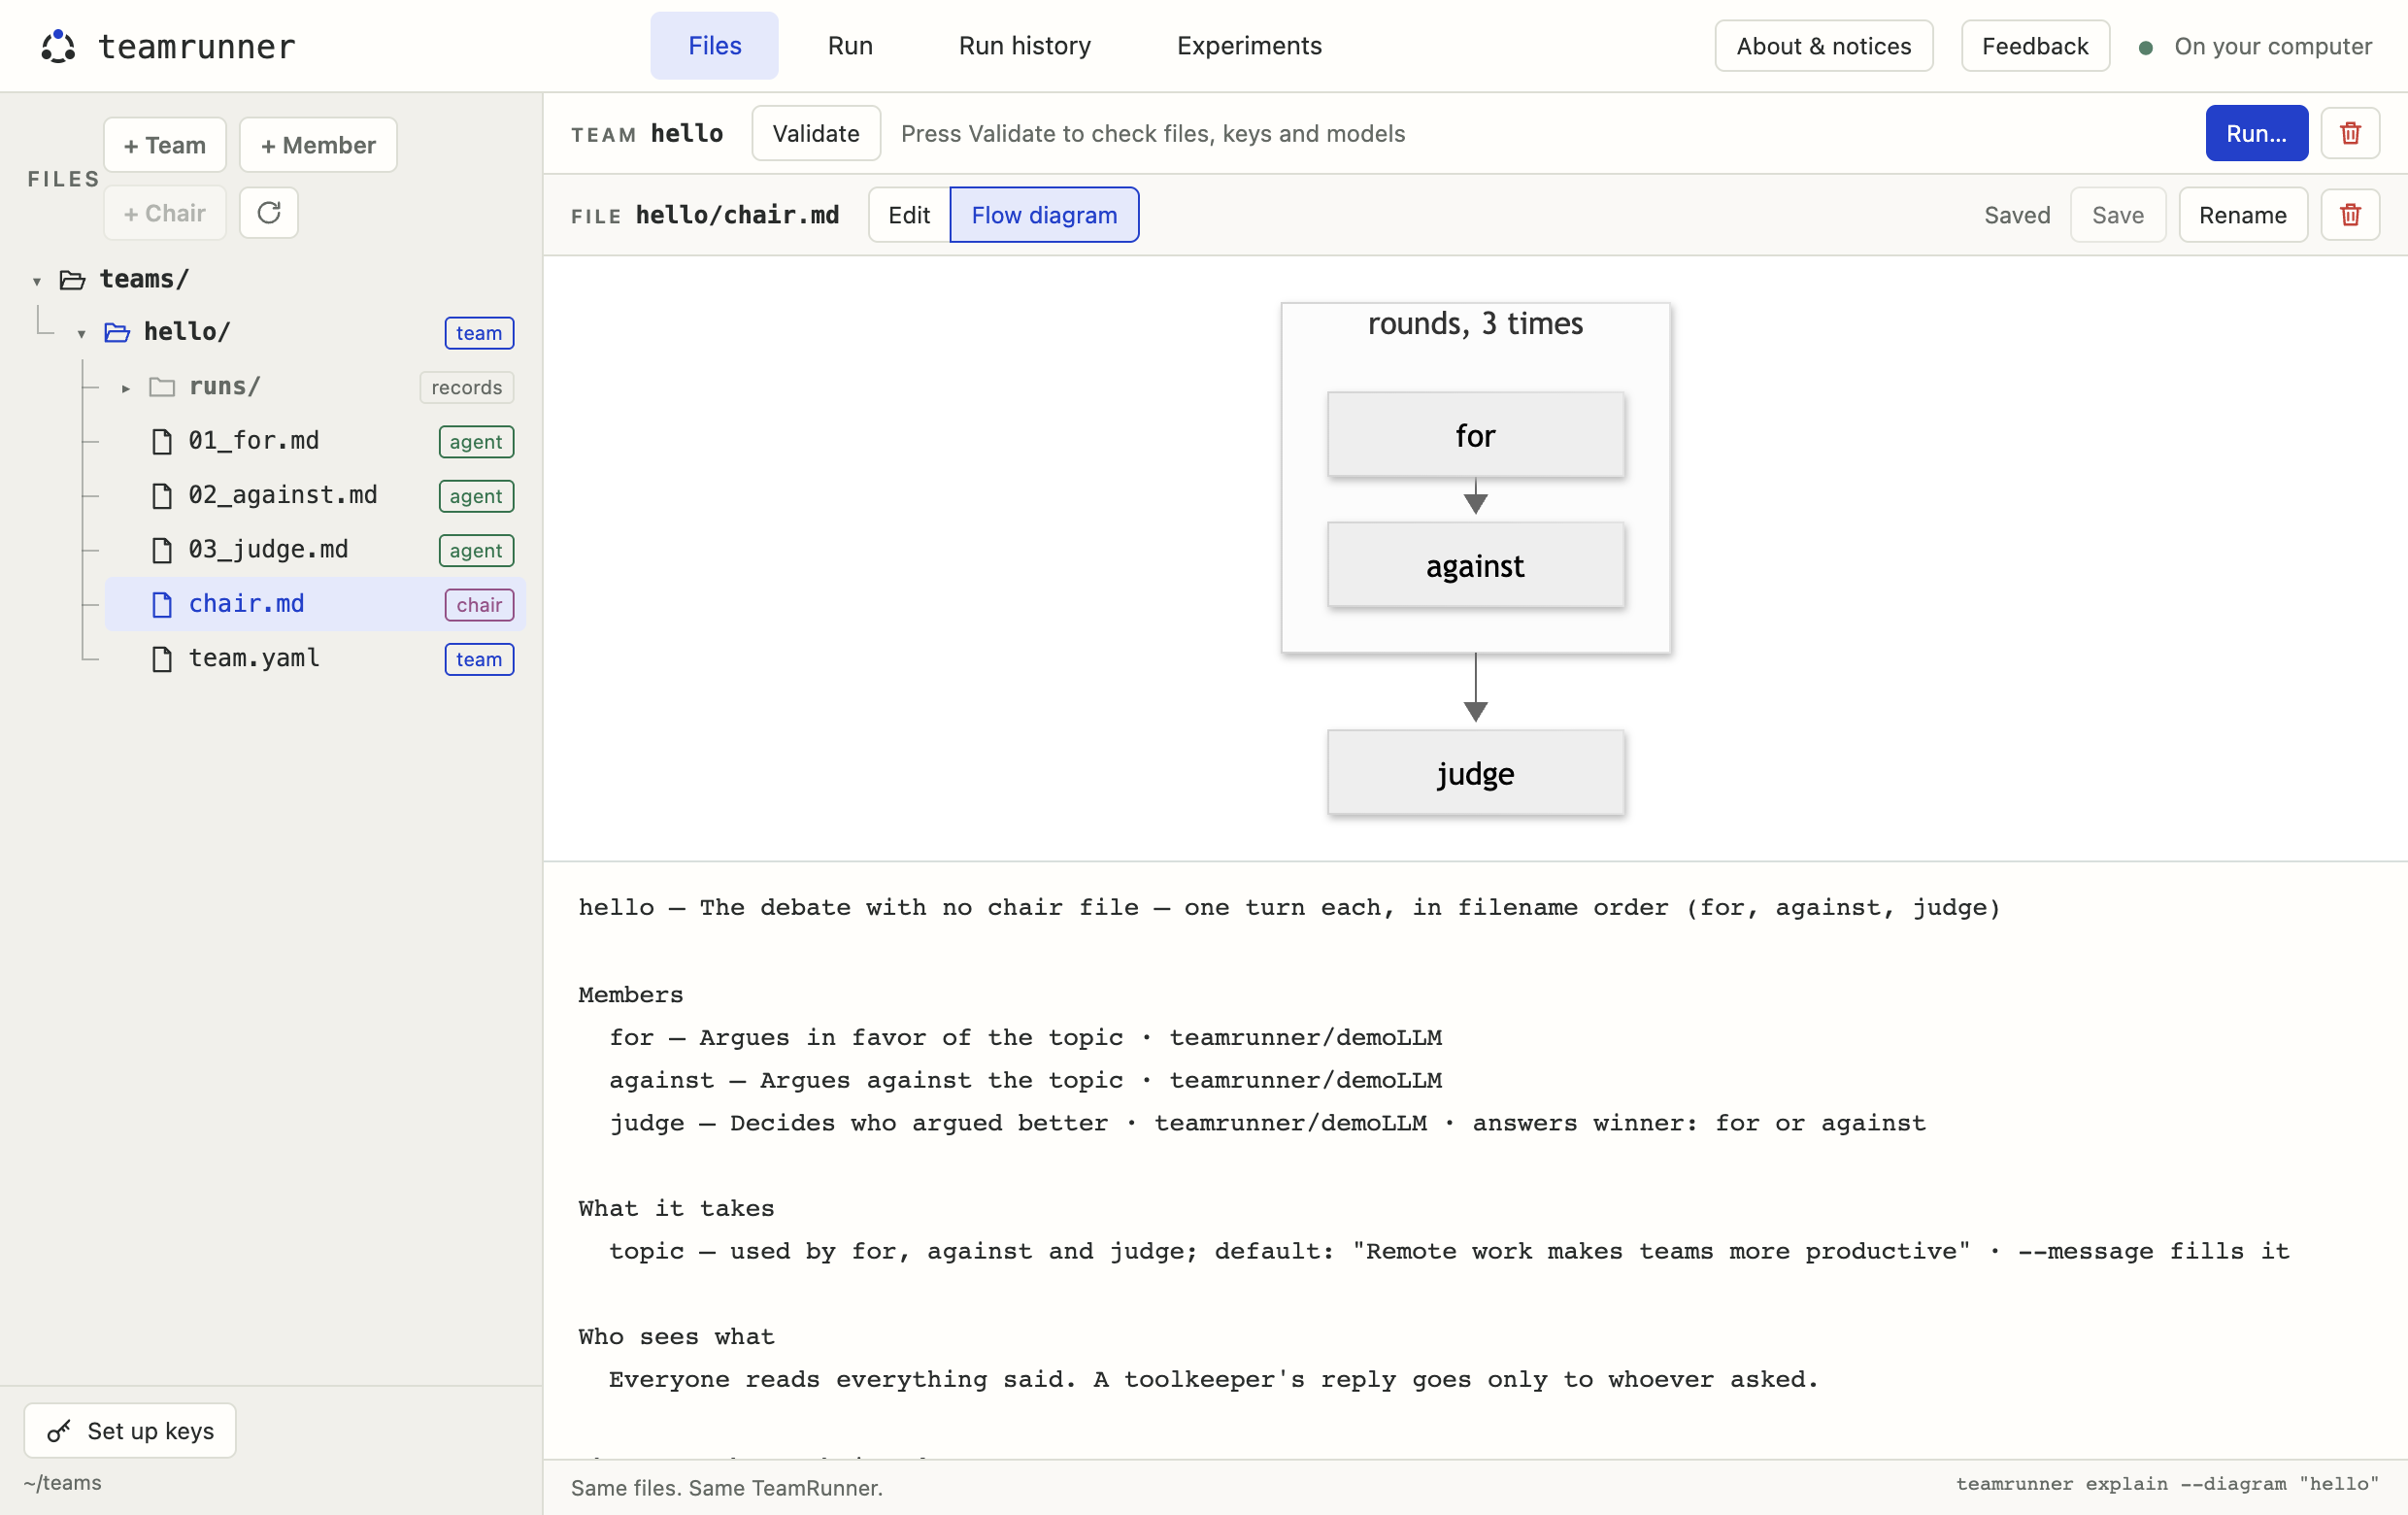 teamrunner
Files
Run
Run history
Experiments
About & notices
Feedback
On your computer
FILES
+ Team
+ Member
+ Chair
teams/
hello/
team
runs/
records
01_for.md
agent
02_against.md
agent
03_judge.md
agent
chair.md
chair
team.yaml
team
Set up keys
~/teams
TEAM hello
Validate
Press Validate to check files, keys and models
Run...
FILE hello/chair.md
Edit
Flow diagram
Saved
Save
Rename
rounds, 3 times
for
against
judge
hello — The debate with no chair file — one turn each, in filename order (for, against, judge)
Members
for — Argues in favor of the topic · teamrunner/demoLLM
against — Argues against the topic · teamrunner/demoLLM
judge — Decides who argued better · teamrunner/demoLLM · answers winner: for or against
What it takes
topic — used by for, against and judge; default: "Remote work makes teams more productive" · --message fills it
Who sees what
Everyone reads everything said. A toolkeeper's reply goes only to whoever asked.
Same files. Same TeamRunner.
teamrunner explain --diagram "hello"